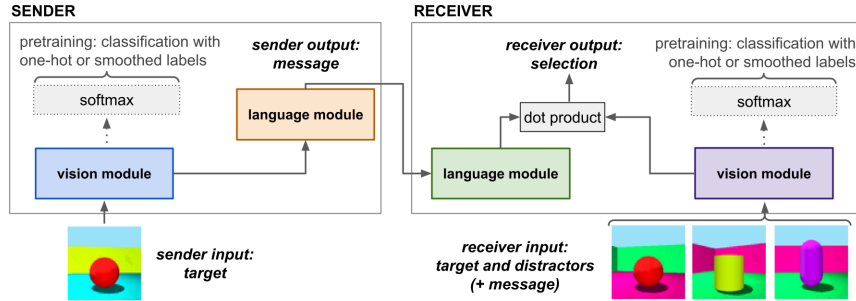 SENDER
pretraining: classification with
one-hot or smoothed labels
softmax
vision module
sender output:
message
language module
sender input:
target
RECEIVER
receiver output:
selection
dot product
language module
pretraining: classification with
one-hot or smoothed labels
softmax
vision module
receiver input:
target and distractors
(+ message)